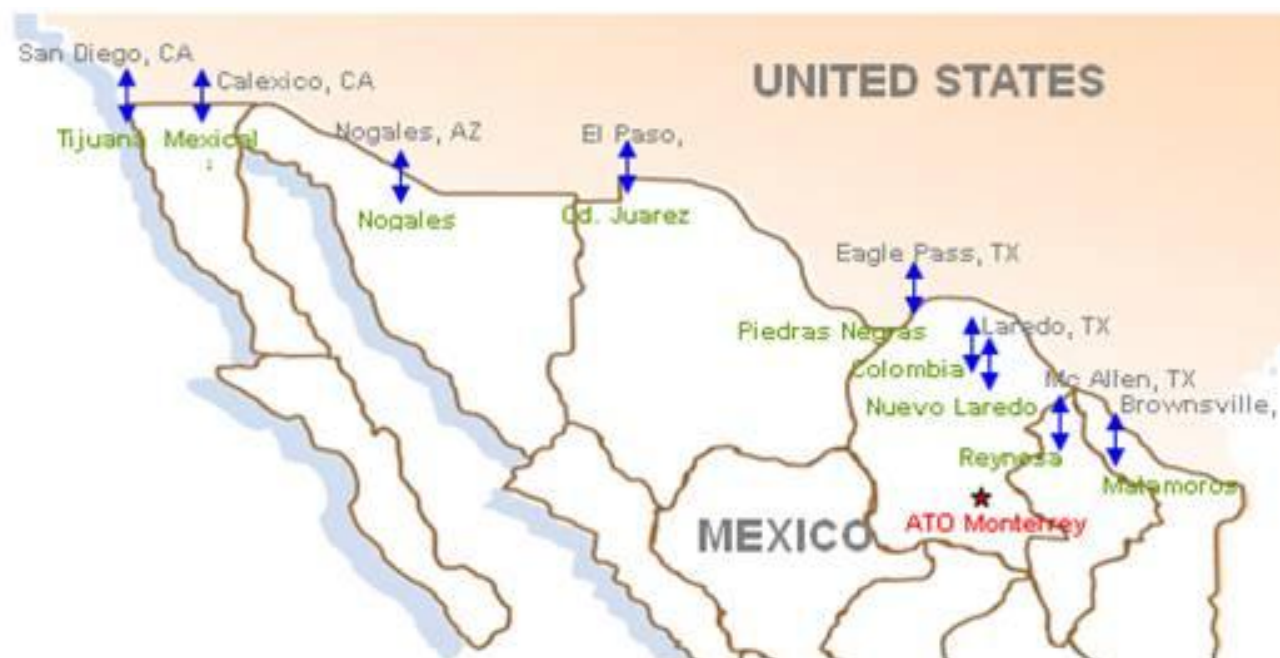 San Diego, CA
UNITED STATES
Calexico, CA
Nogales, AZ
El Paso,
Tijuana
Mexical
i
Cd. Juarez
Nogales
Eagle Pass, TX
Piedras Negras
Laredo, TX
Colombia
Mc Allen, TX
Nuevo Laredo
Brownsville,
Reynosa
Matamoros
ATO Monterrey
MEXICO